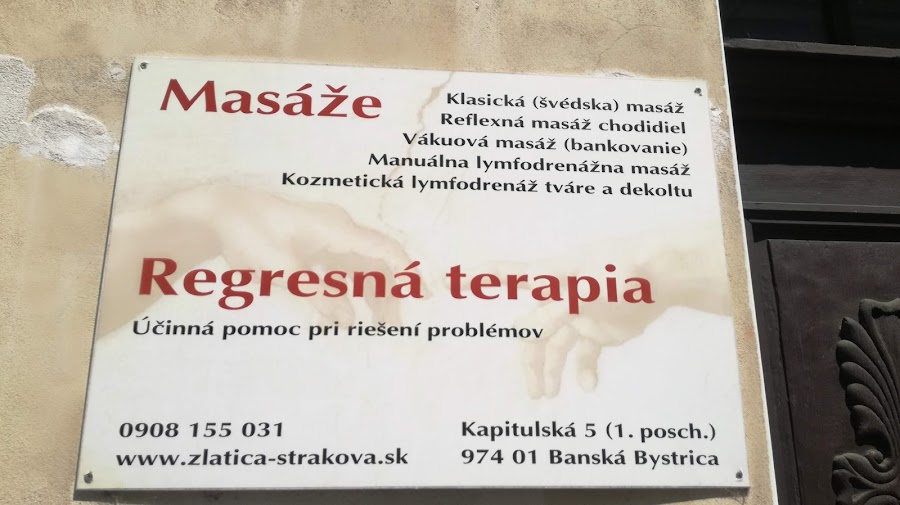 Masáže
Klasická (švédska) masáž
Reflexná masáž chodidiel
Vákuová masáž (bankovanie)
Manuálna lymfodrenážna masáž
Kozmetická lymfodrenáž tváre a dekoltu
Regresná terapia
Účinná pomoc pri riešení problémov
0908 155 031
www.zlatica-strakova.sk
Kapitulská 5 (1. posch.)
974 01 Banská Bystrica